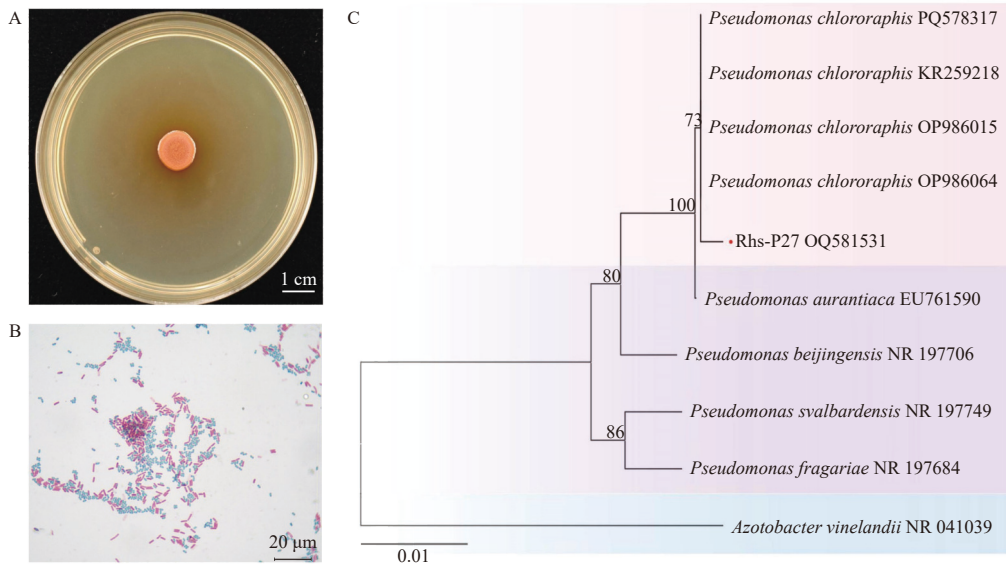 A
1 cm
B
20 μm
C
Pseudomonas chlororaphis PQ578317
Pseudomonas chlororaphis KR259218
73
Pseudomonas chlororaphis OP986015
Pseudomonas chlororaphis OP986064
100
Rhs-P27 OQ581531
80
Pseudomonas aurantiaca EU761590
Pseudomonas beijingensis NR 197706
Pseudomonas svalbardensis NR 197749
86
Pseudomonas fragariae NR 197684
Azotobacter vinelandii NR 041039
0.01